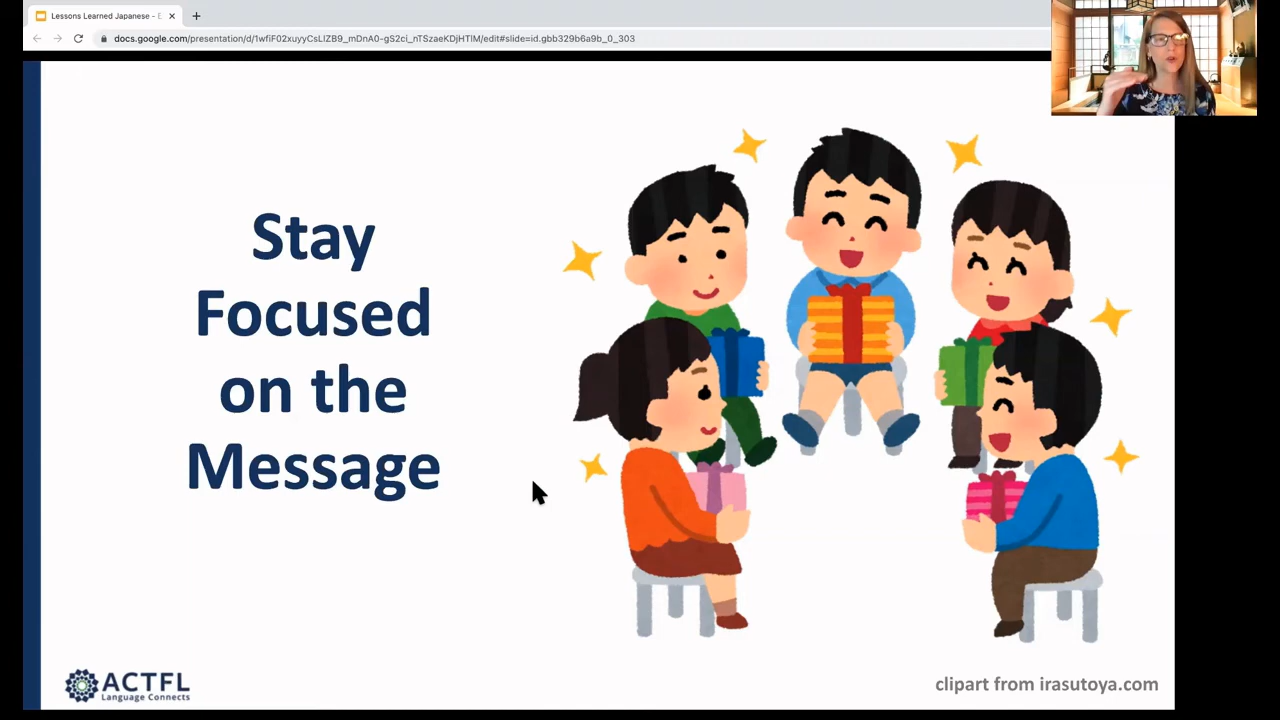 Lessons Learned Japanese - E
docs.google.com/presentation/d/1wfiF02xuyyCsLIZB9_mDnA0-gS2ci_nTSzaeKDjHTlM/edit#slide=id.gbb329b6a9b_0_303
Stay
Focused
on the
Message
ACTFL
Language Connects
clipart from irasutoya.com